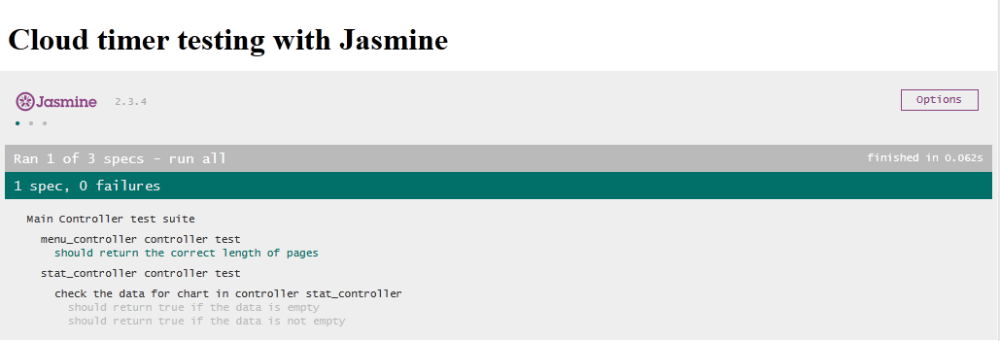 Cloud timer testing with Jasmine
Jasmine 2.3.4 Options
Ran 1 of 3 specs - run all finished in 0.062s
1 spec, 0 failures
Main Controller test suite
menu_controller controller test
should return the correct length of pages
stat_controller controller test
check the data for chart in controller stat_controller
should return true if the data is empty
should return true if the data is not empty